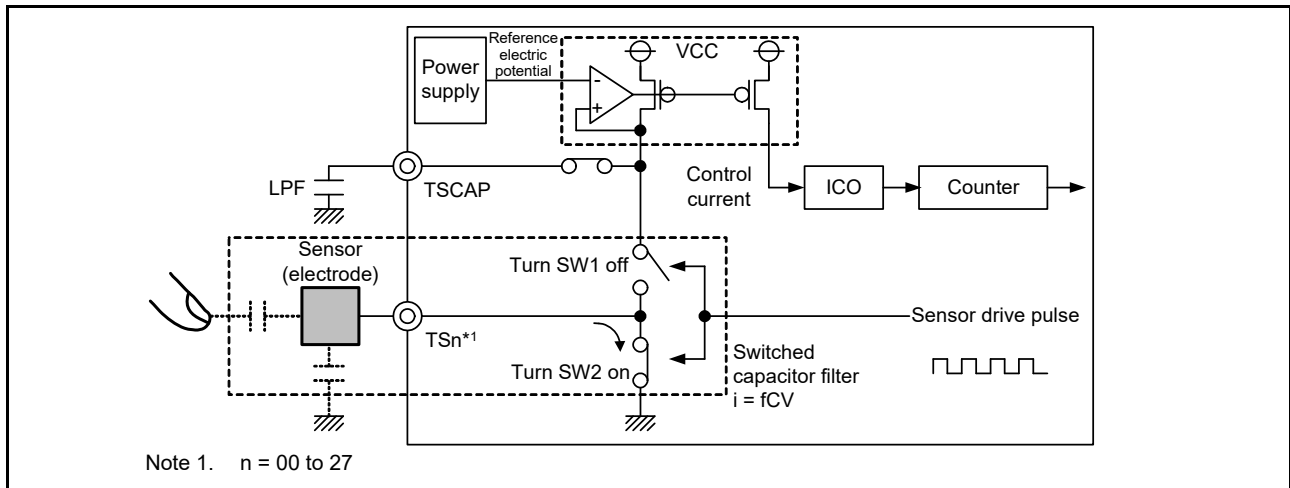 Reference
electric
potential
VCC
Power
supply
-
+
LPF
TSCAP
Control
current
ICO
Counter
Sensor
(electrode)
Turn SW1 off
TSn*1
Sensor drive pulse
Turn SW2 on
Switched
capacitor filter
i = fCV
Note 1. n = 00 to 27